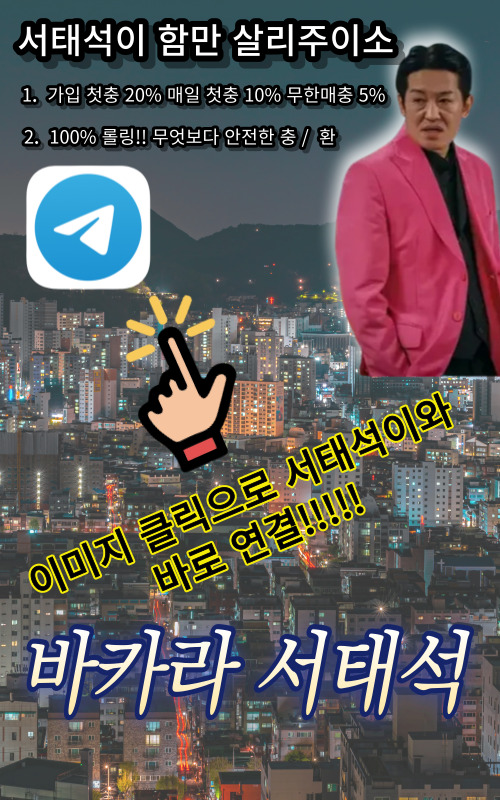 서태석이 함만 살리주이소
1. 가입 첫충 20% 매일 첫충 10% 무한매충 5%
2. 100% 롤링!! 무엇보다 안전한 충 / 환
이미지 클릭으로 서태석이와
바로 연결!!!!!
바카라 서태석